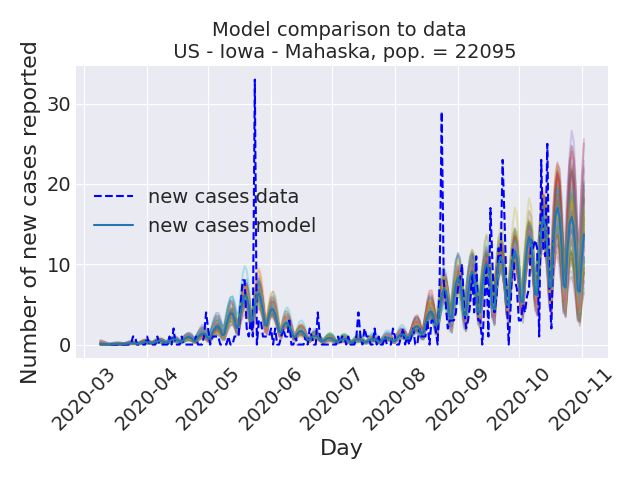 Model comparison to data
US - Iowa - Mahaska, pop. = 22095
Number of new cases reported
30
20
10
0
new cases data
new cases model
2020-03
2020-04
2020-05
2020-06
2020-07
2020-08
2020-09
2020-10
2020-11
Day